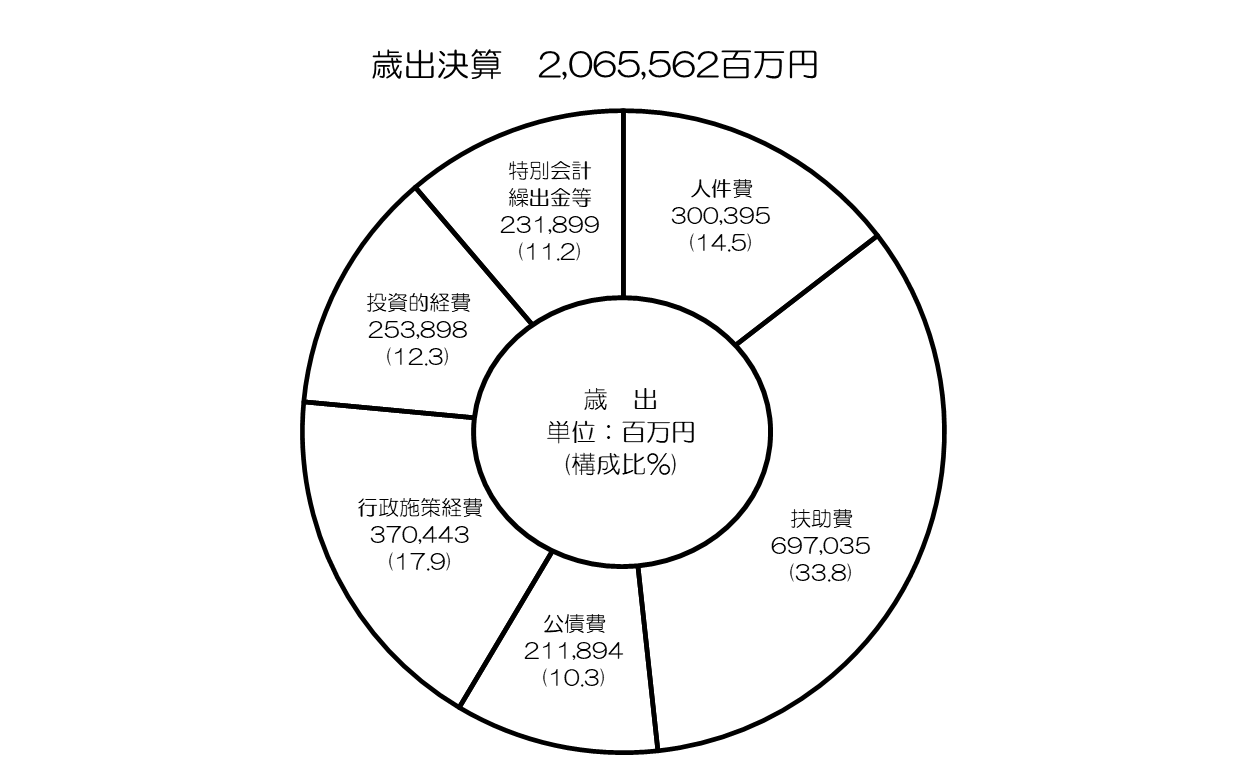 歳出決算　2,065,562百万円
特別会計
繰出金等
231,899
(11.2)
人件費
300,395
(14.5)
投資的経費
253,898
(12.3)
歳　出
単位：百万円
(構成比%)
行政施策経費
370,443
(17.9)
扶助費
697,035
(33.8)
公債費
211,894
(10.3)